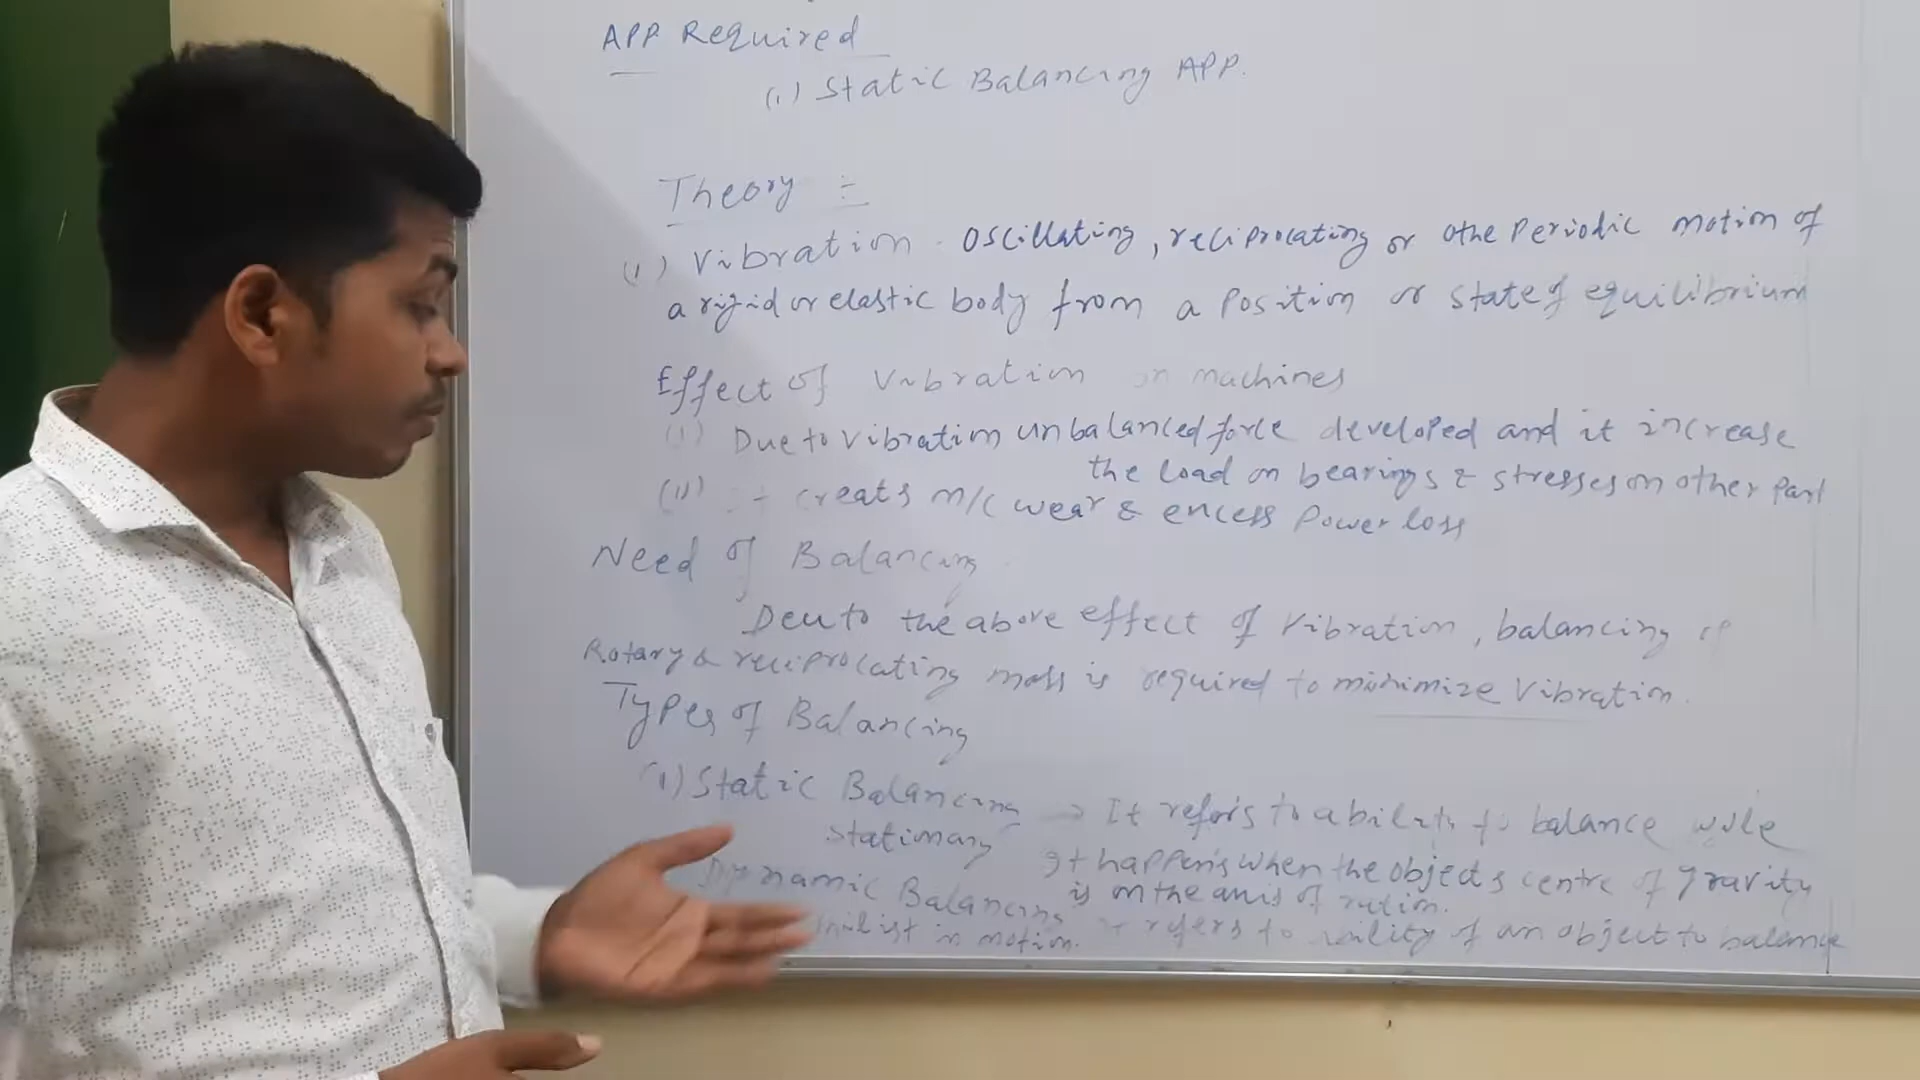 APP Required
(1) Static Balancing APP.
Theory :-
(1) Vibration - Oscillating, reciprocating or othe Periodic motion of
a rigid or elastic body from a Position or state of equilibrium
Effect of Vibration on machines
(1) Due to vibration unbalanced force developed and it increase
the load on bearings & stresses on other Part
(11) It creats m/c wear & encess Power loss
Need of Balancing
Deu to the above effect of Vibration, balancing of
Rotary & reciprocating mass is required to minimize Vibration.
Types of Balancing
(1) Static Balancing → It refers to ability to balance wile
stationary It happens when the objects centre of gravity
is on the axis of
Dynamic Balancing It refers to ability of an object to balance
in motion.